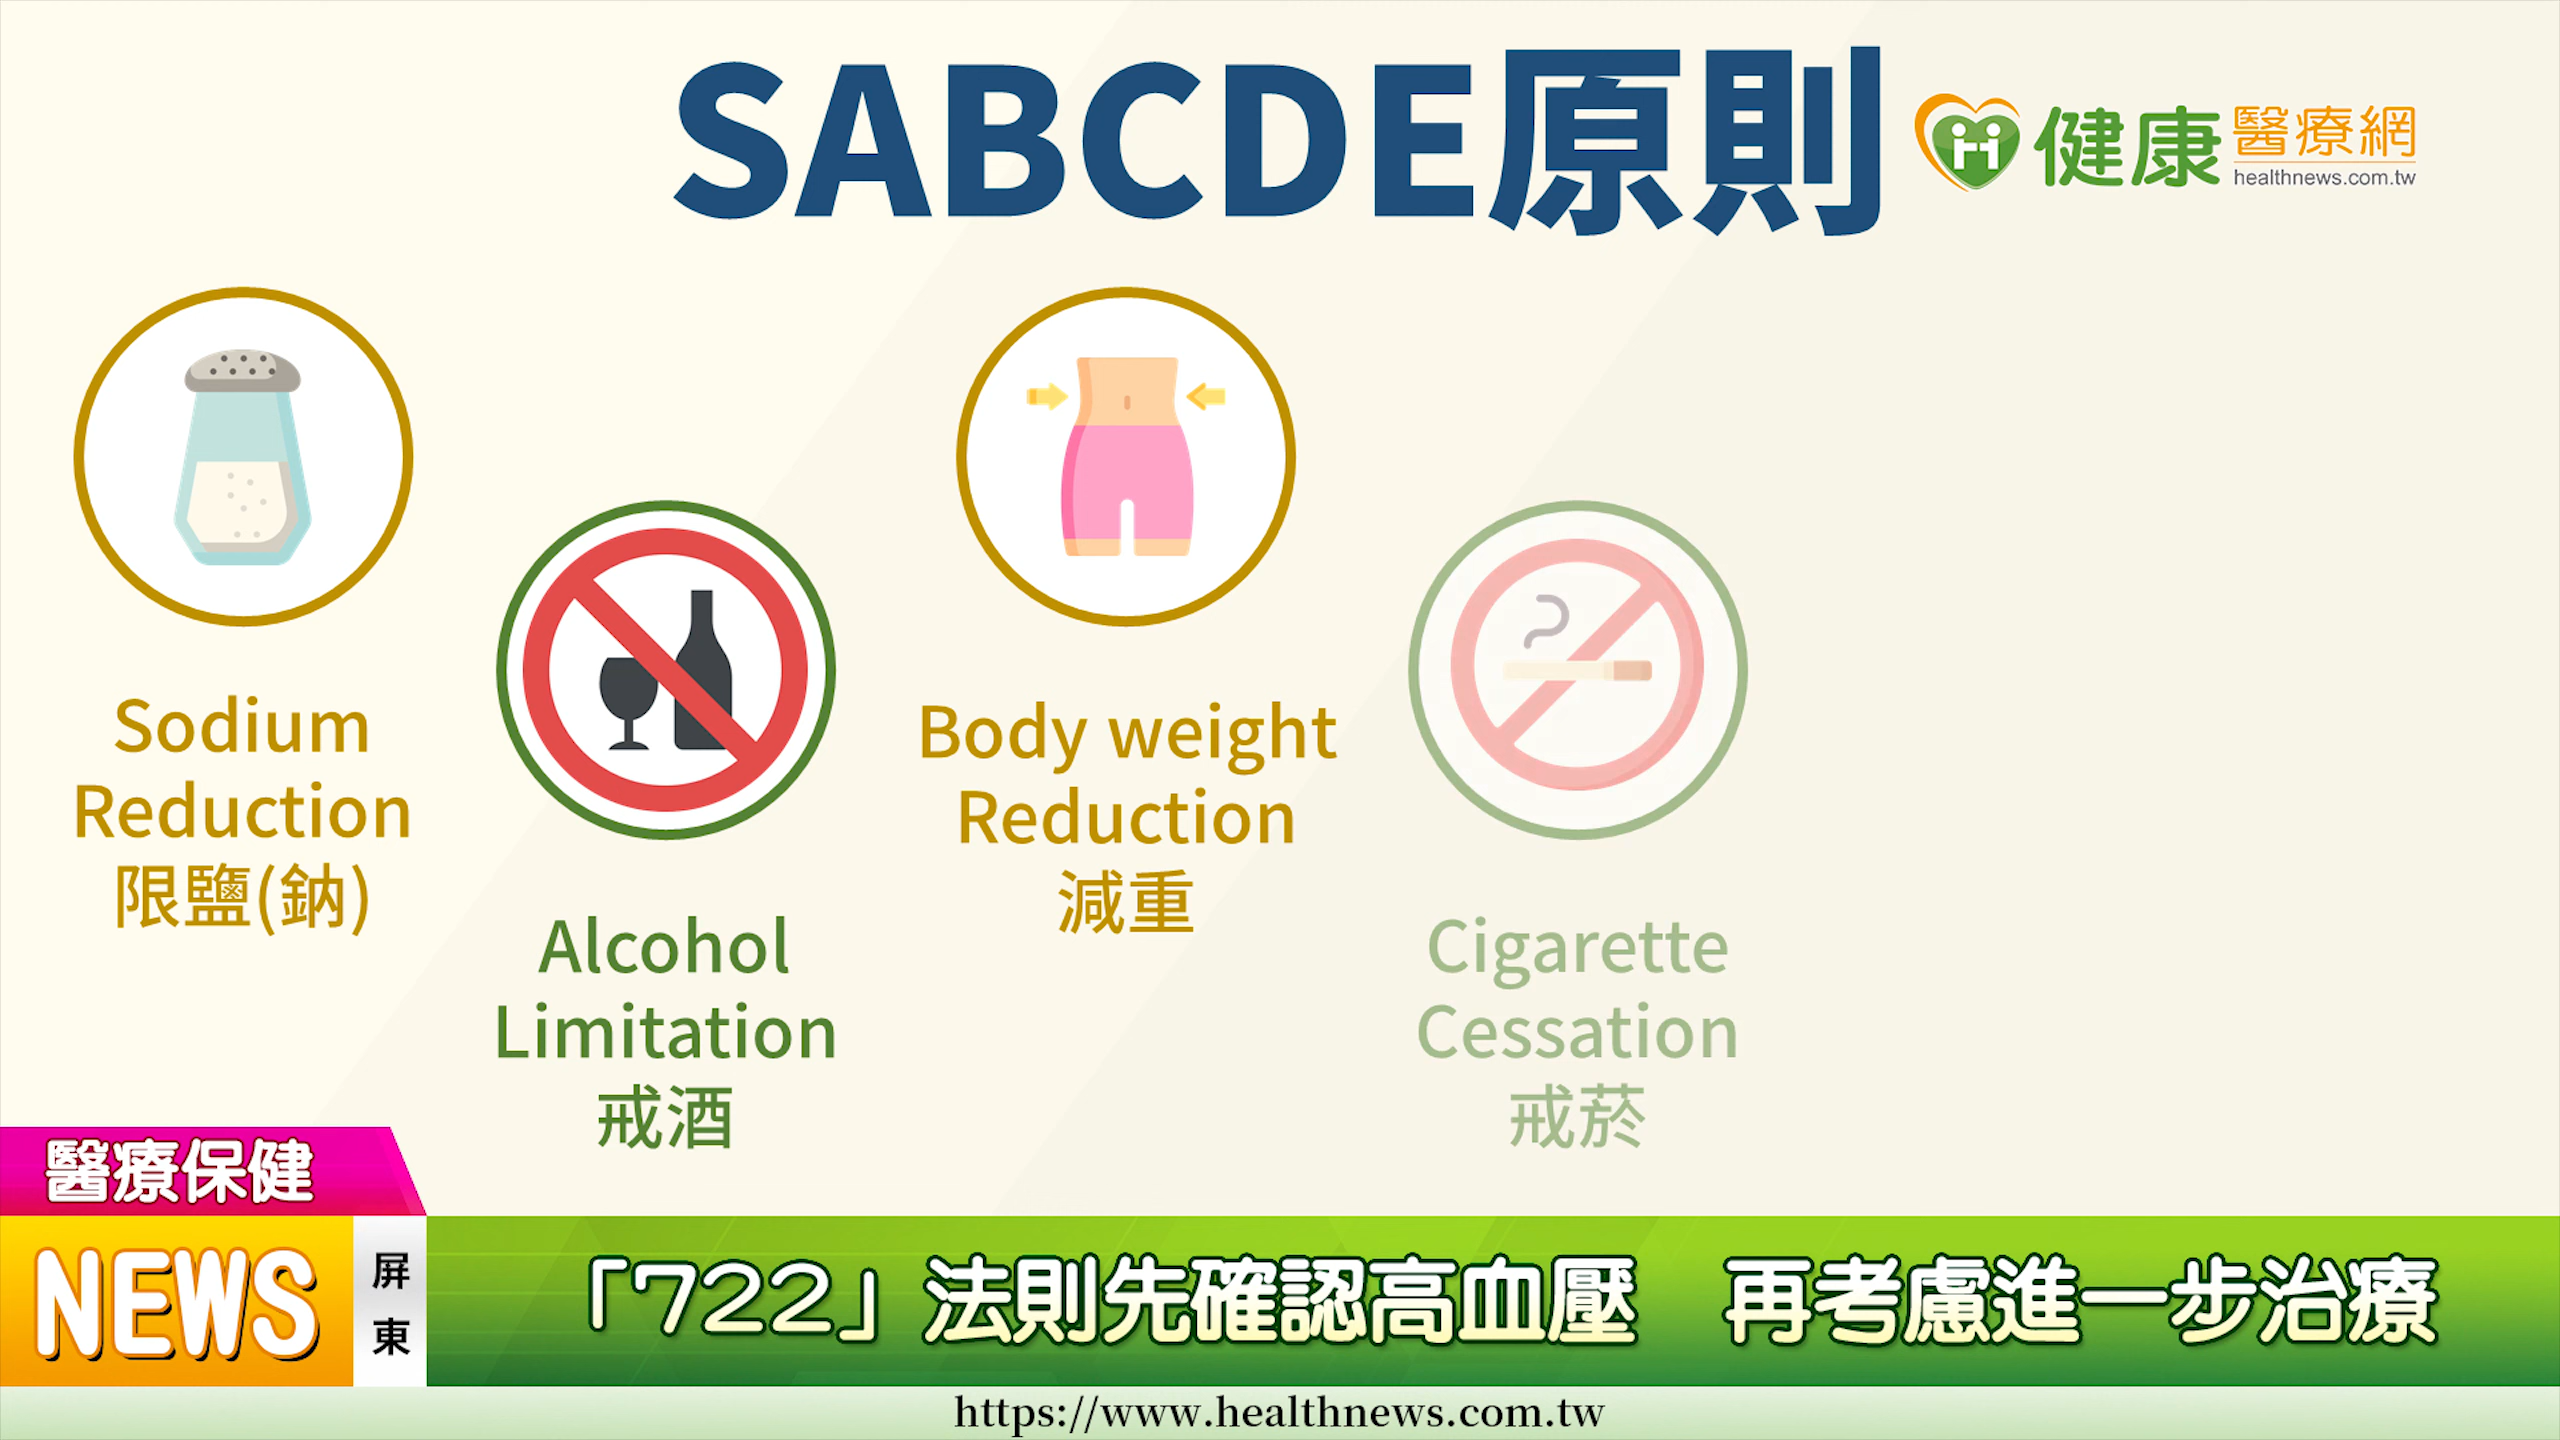 SABCDE原則
健康醫療網
healthnews.com.tw
Sodium
Reduction
限鹽(鈉)
Alcohol
Limitation
戒酒
Body weight
Reduction
減重
Cigarette
Cessation
戒菸
醫療保健
NEWS
屏東
「722」法則先確認高血壓　再考慮進一步治療
https://www.healthnews.com.tw